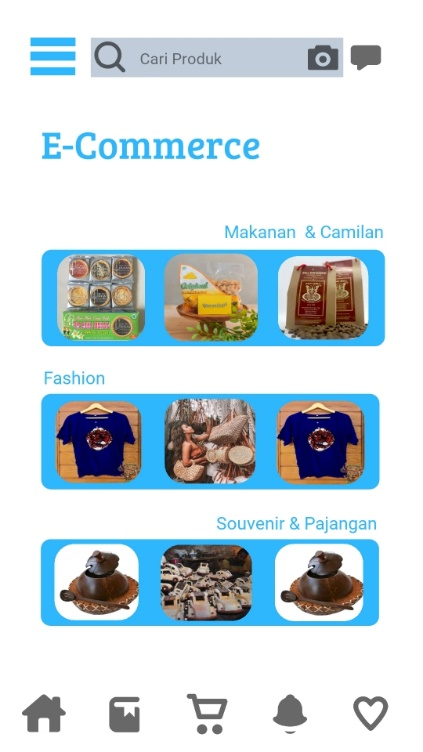 Cari Produk
E-Commerce
Makanan & Camilan
Fashion
Souvenir & Pajangan